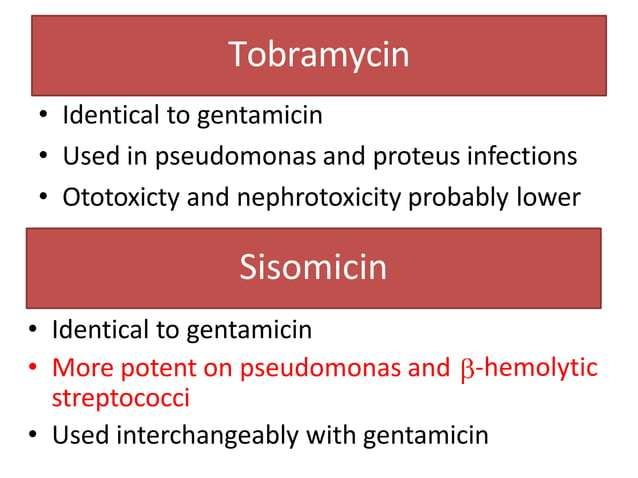 Tobramycin
• Identical to gentamicin
• Used in pseudomonas and proteus infections
• Ototoxicty and nephrotoxicity probably lower
Sisomicin
• Identical to gentamicin
• More potent on pseudomonas and β-hemolytic
streptococci
• Used interchangeably with gentamicin